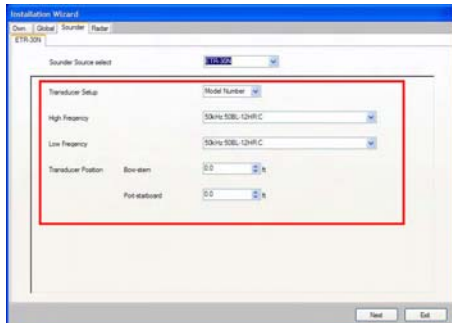 Installation Wizard
Own Global Sounder Radar
ETR-30N
Sounder Source select ETR-30N
Transducer Setup Model Number
High Freqency 50kHz:50BL-12HR:C
Low Freqency 50kHz:50BL-12HR:C
Transducer Position Bow-stern 0.0 ft
Port-starboard 0.0 ft
Next Exit